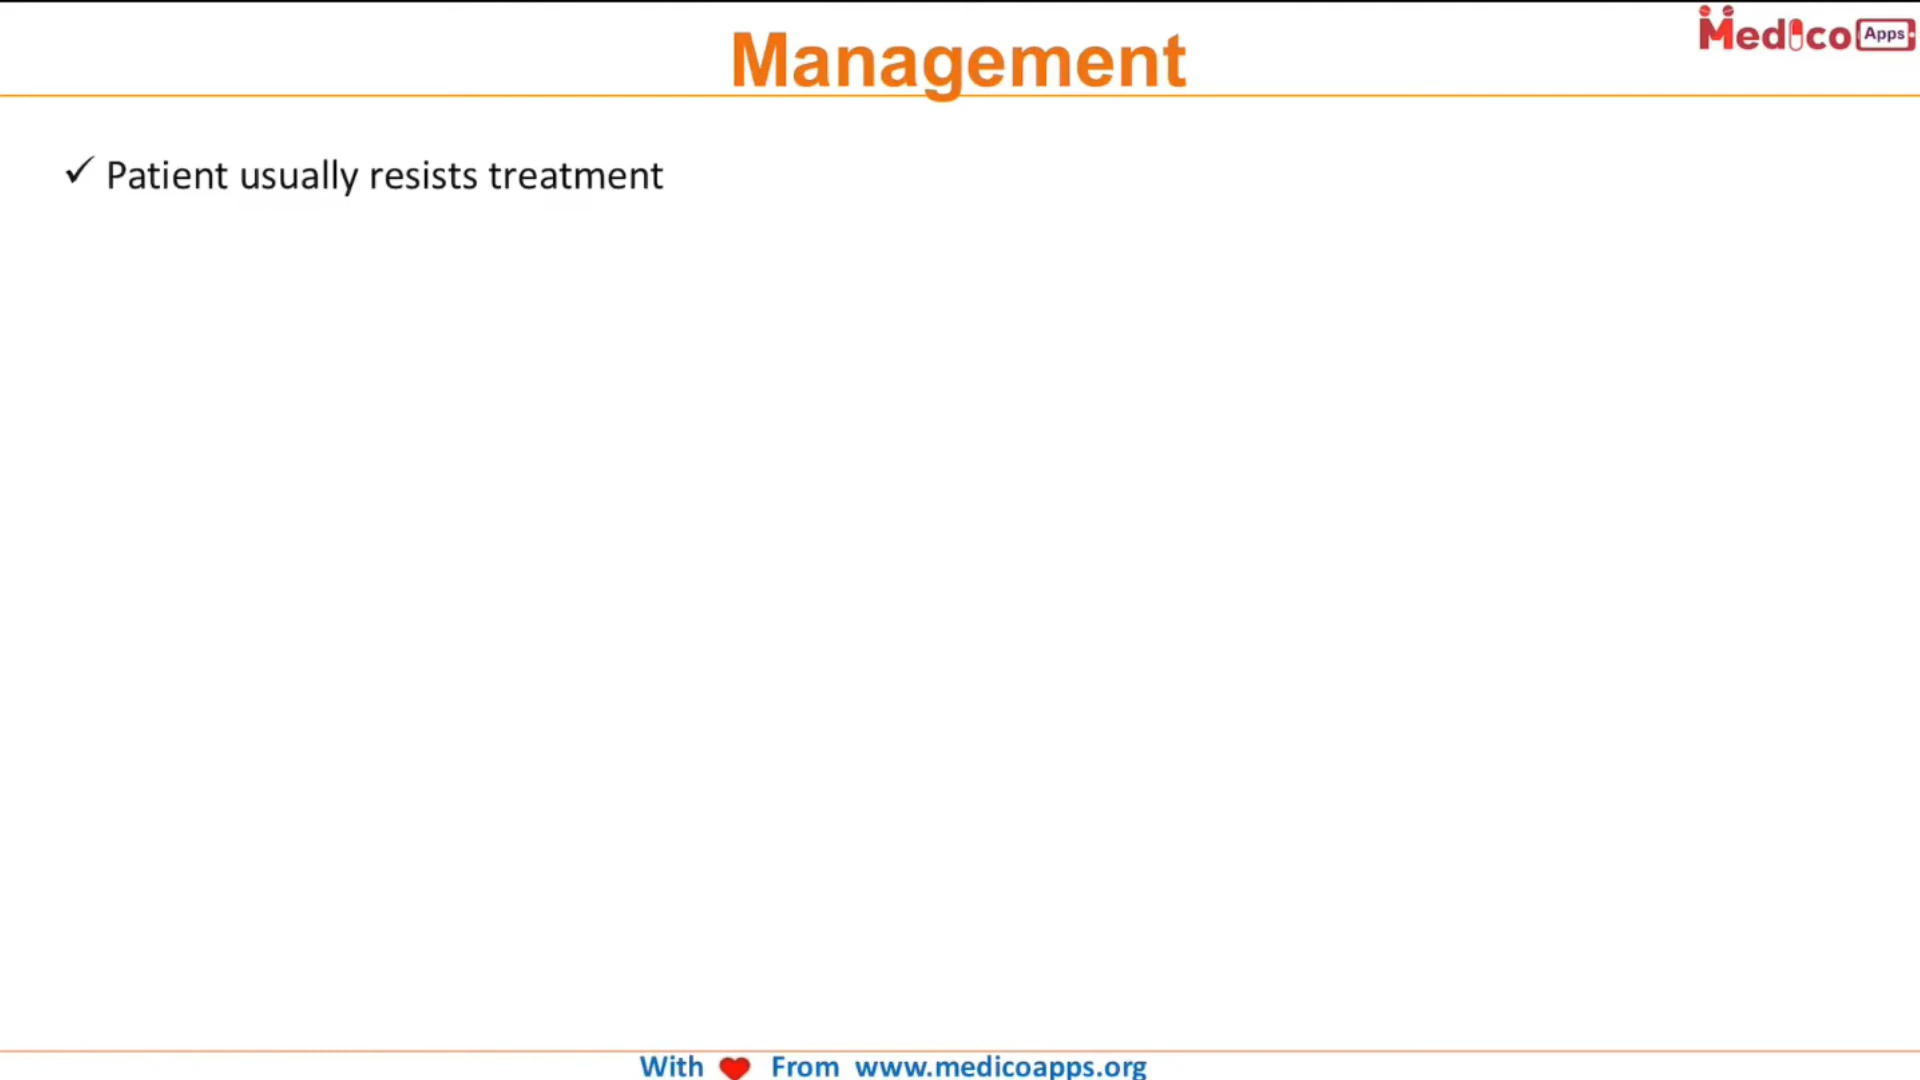 Management
Medico Apps
✓ Patient usually resists treatment
With ❤ From www.medicoapps.org